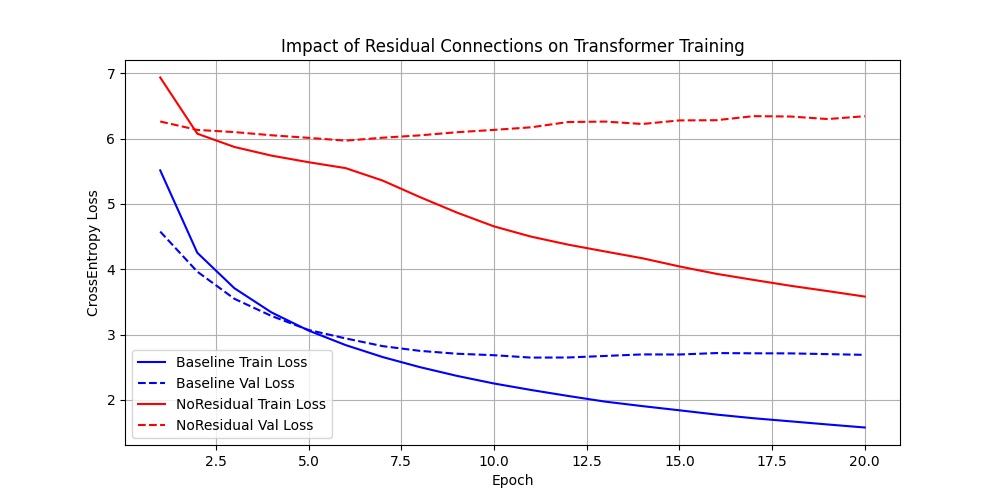 Impact of Residual Connections on Transformer Training
CrossEntropy Loss
7
6
5
4
3
2
Baseline Train Loss
Baseline Val Loss
NoResidual Train Loss
NoResidual Val Loss
2.5 5.0 7.5 10.0 12.5 15.0 17.5 20.0
Epoch